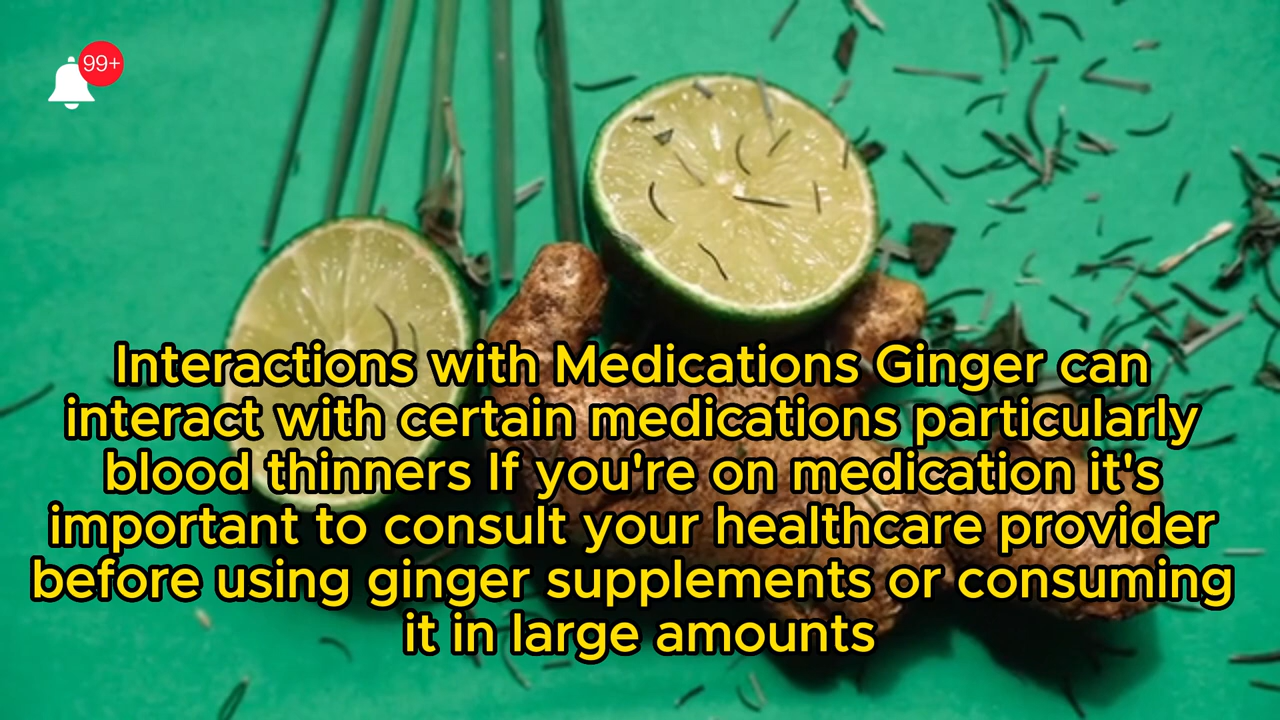 99+
Interactions with Medications Ginger can
interact with certain medications particularly
blood thinners If you're on medication it's
important to consult your healthcare provider
before using ginger supplements or consuming
it in large amounts